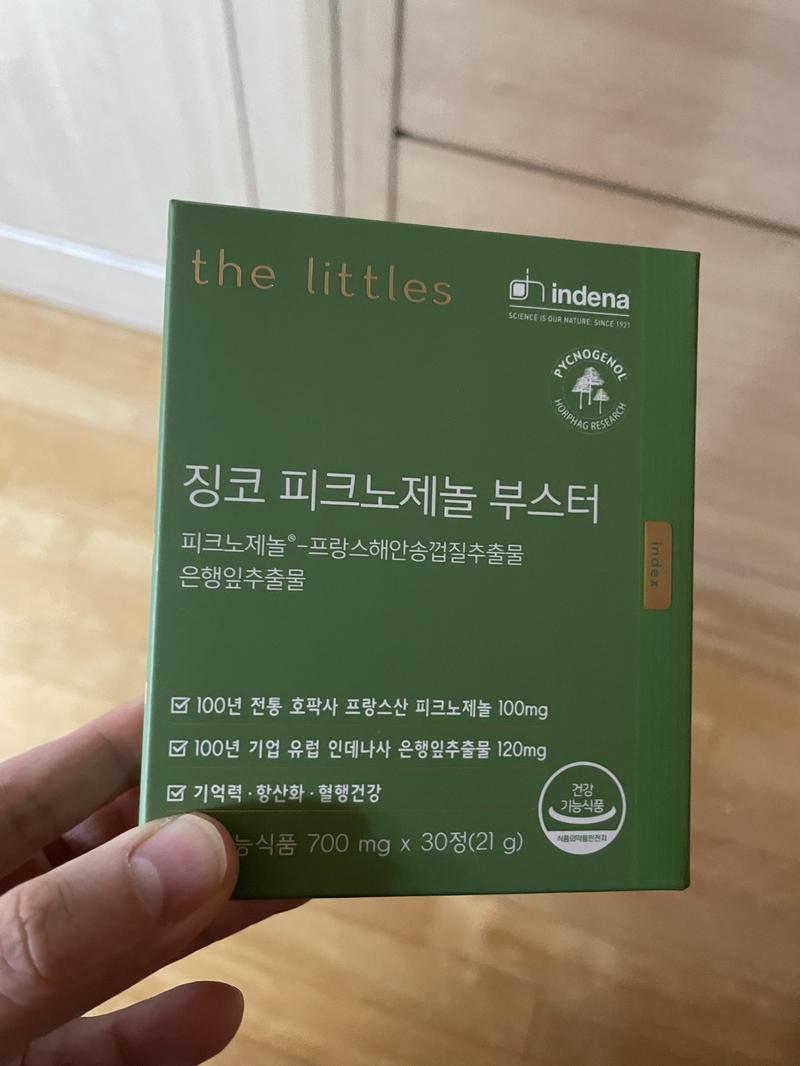 the littles
indena
SCIENCE IS OUR NATURE. SINCE 1921
PYCNOGENOL®
HORPHAG RESEARCH
징코 피크노제놀 부스터
피크노제놀®-프랑스해안송껍질추출물
은행잎추출물
index
100년 전통 호팍사 프랑스산 피크노제놀 100mg
100년 기업 유럽 인데나사 은행잎추출물 120mg
기억력·항산화·혈행건강
건강
기능식품
식품의약품안전처
능식품 700 mg x 30정(21 g)